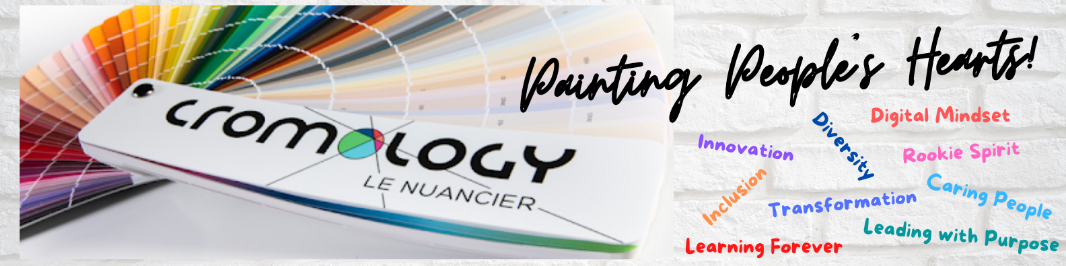 Painting People's Hearts!
cromoLOGY
LE NUANCIER
Digital Mindset
Diversity
Innovation
Rookie Spirit
Inclusion
Caring People
Transformation
Leading with Purpose
Learning Forever